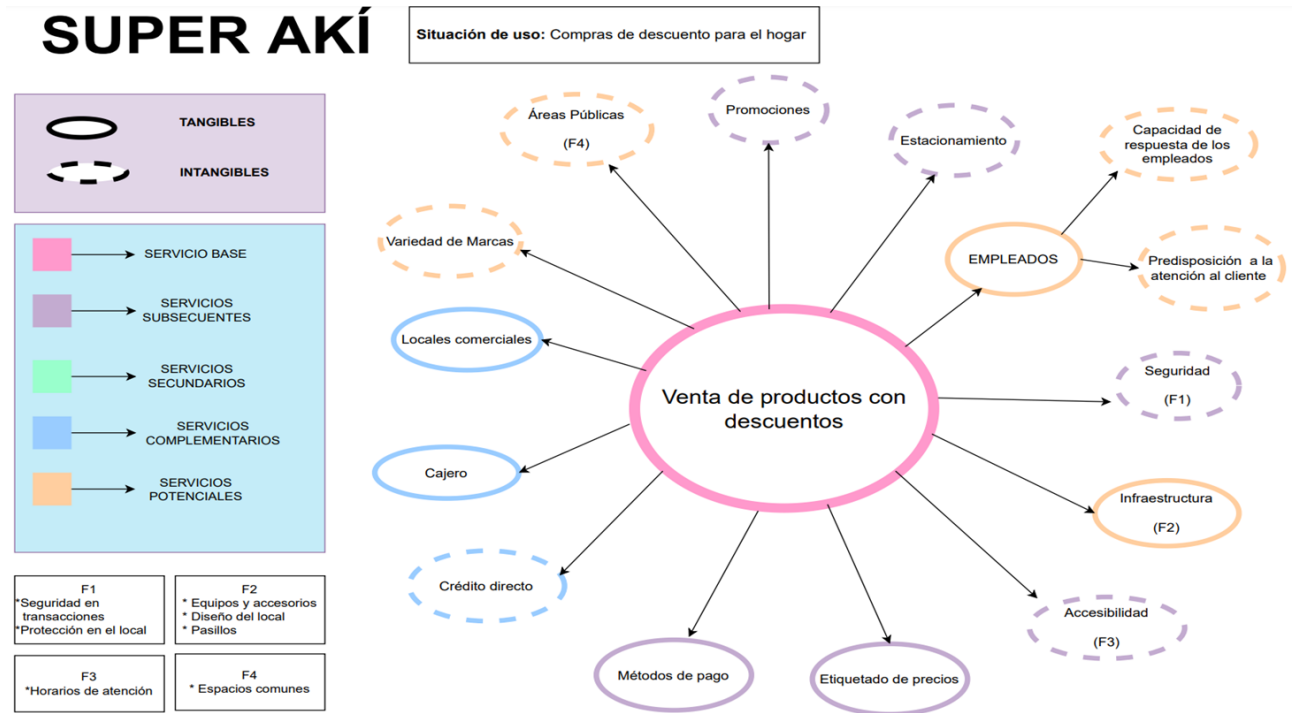 SUPER AKÍ
Situación de uso: Compras de descuento para el hogar
TANGIBLES
INTANGIBLES
SERVICIO BASE
SERVICIOS
SUBSECUENTES
SERVICIOS
SECUNDARIOS
SERVICIOS
COMPLEMENTARIOS
SERVICIOS
POTENCIALES
F1
*Seguridad en
transacciones
*Protección en el local
F2
* Equipos y accesorios
* Diseño del local
* Pasillos
F3
*Horarios de atención
F4
* Espacios comunes
Áreas Públicas
(F4)
Promociones
Estacionamiento
Capacidad de
respuesta de los
empleados
Variedad de Marcas
EMPLEADOS
Predisposición a la
atención al cliente
Locales comerciales
Venta de productos con
descuentos
Seguridad
(F1)
Cajero
Infraestructura
(F2)
Crédito directo
Accesibilidad
(F3)
Métodos de pago
Etiquetado de precios